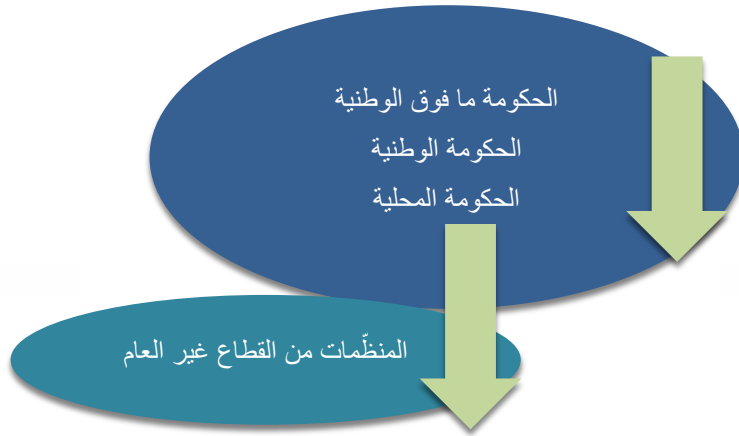 الحكومة ما فوق الوطنية
الحكومة الوطنية
الحكومة المحلية
المنظّمات من القطاع غير العام